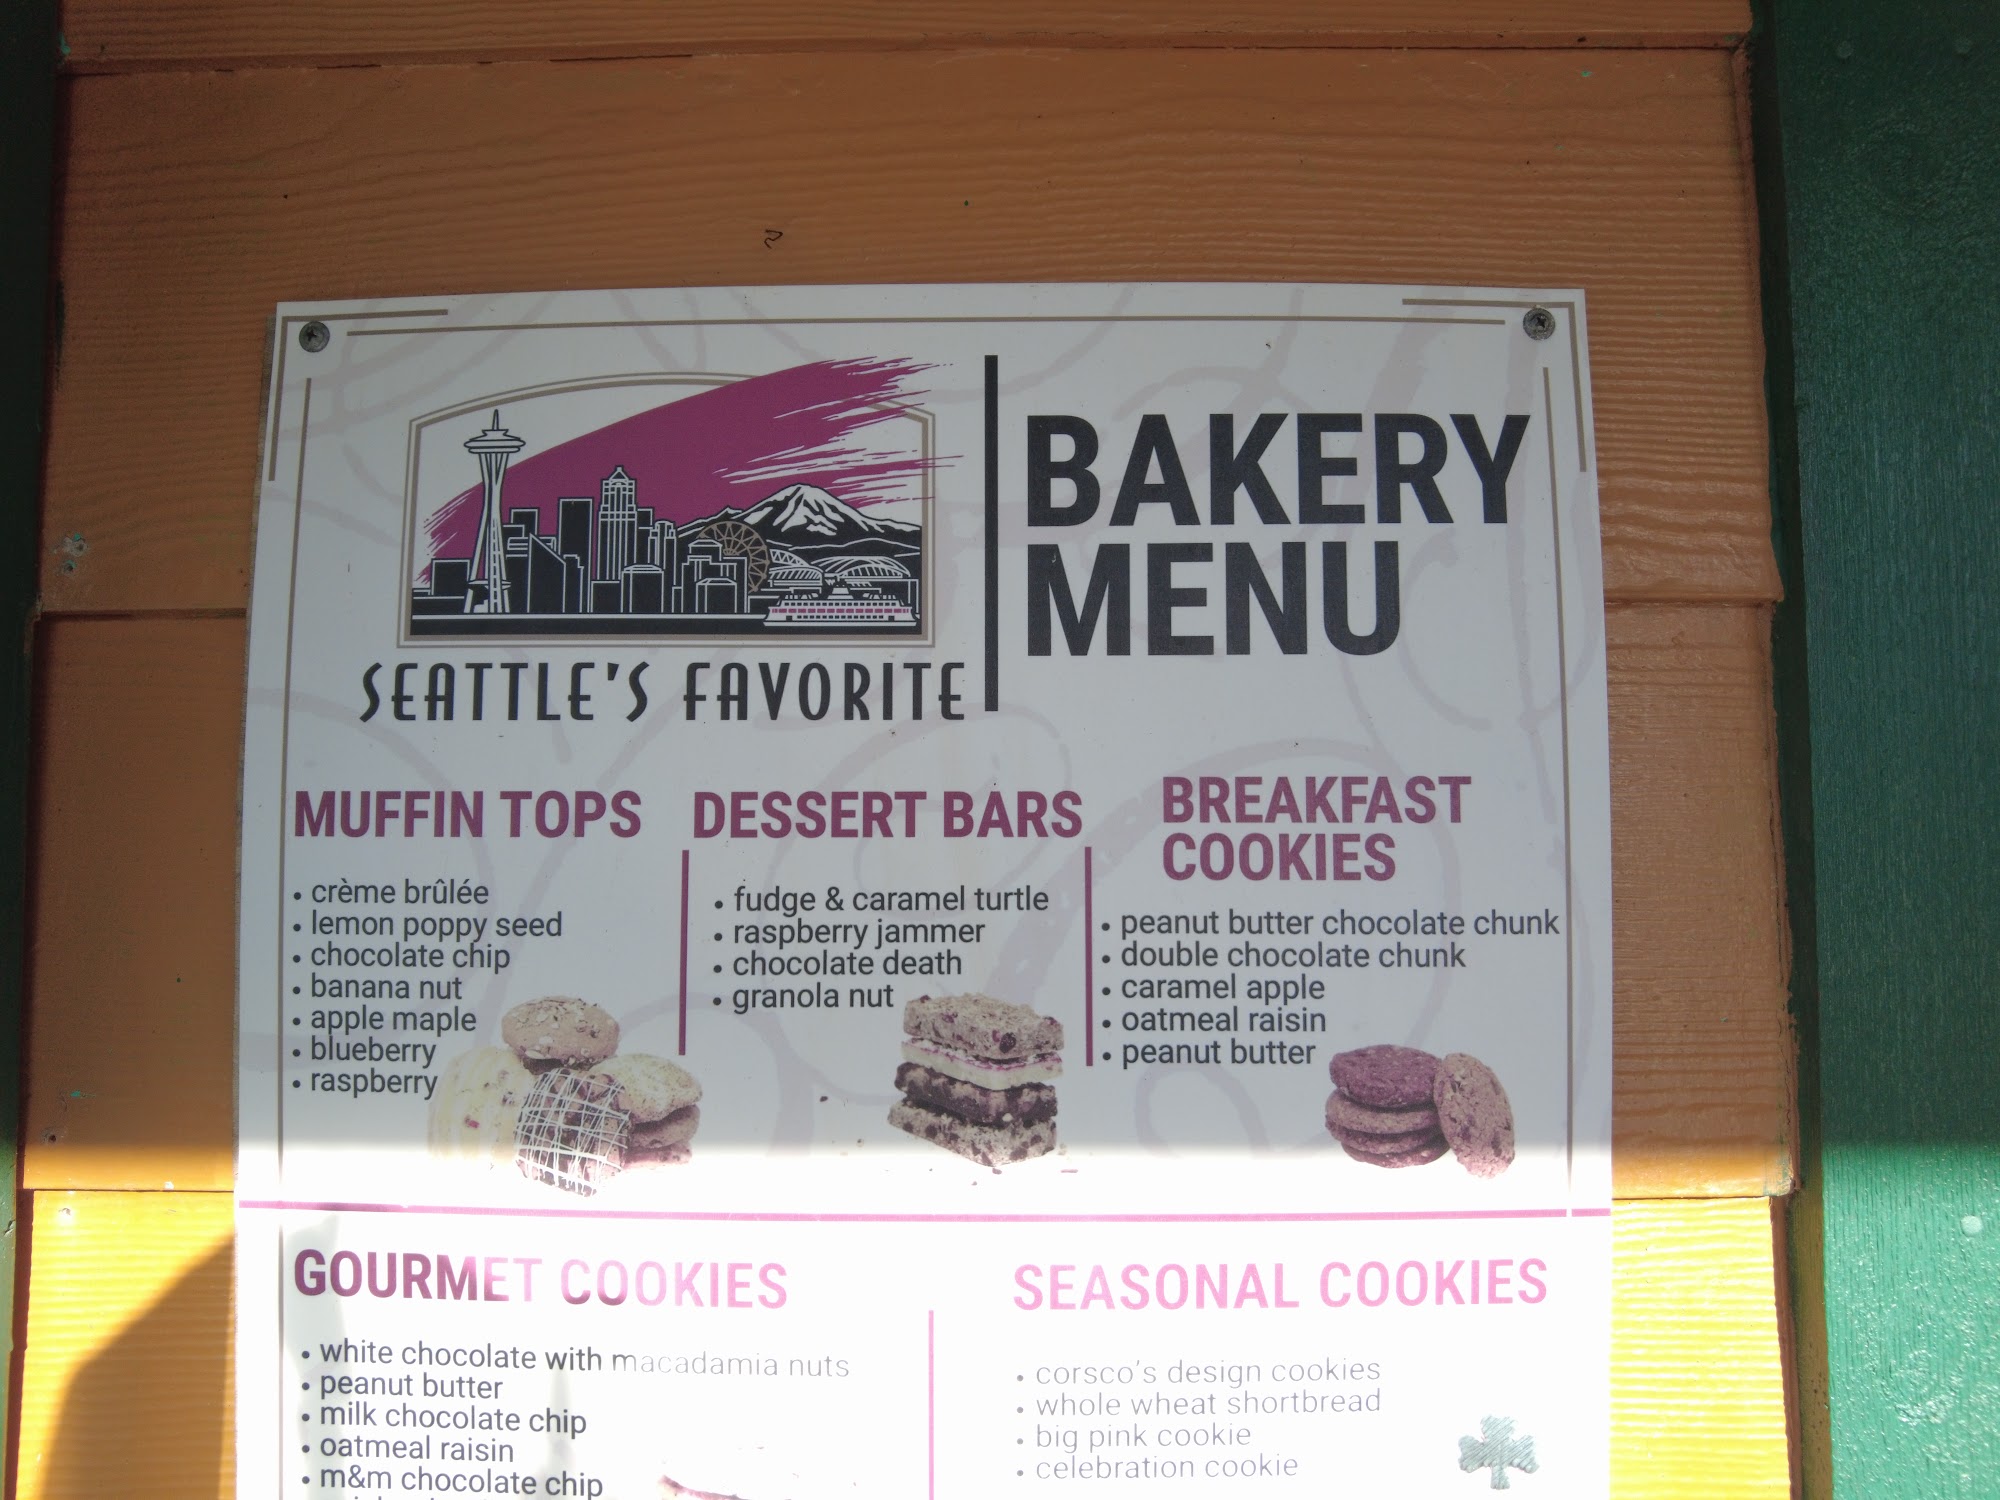 SEATTLE'S FAVORITE
BAKERY
MENU
MUFFIN TOPS
• crème brûlée
• lemon poppy seed
• chocolate chip
• banana nut
• apple maple
• blueberry
• raspberry
DESSERT BARS
• fudge & caramel turtle
• raspberry jammer
• chocolate death
• granola nut
BREAKFAST
COOKIES
• peanut butter chocolate chunk
• double chocolate chunk
• caramel apple
• oatmeal raisin
• peanut butter
GOURMET COOKIES
• white chocolate with macadamia nuts
• peanut butter
• milk chocolate chip
• oatmeal raisin
• m&m chocolate chip
SEASONAL COOKIES
• corsco's design cookies
• whole wheat shortbread
• big pink cookie
• celebration cookie